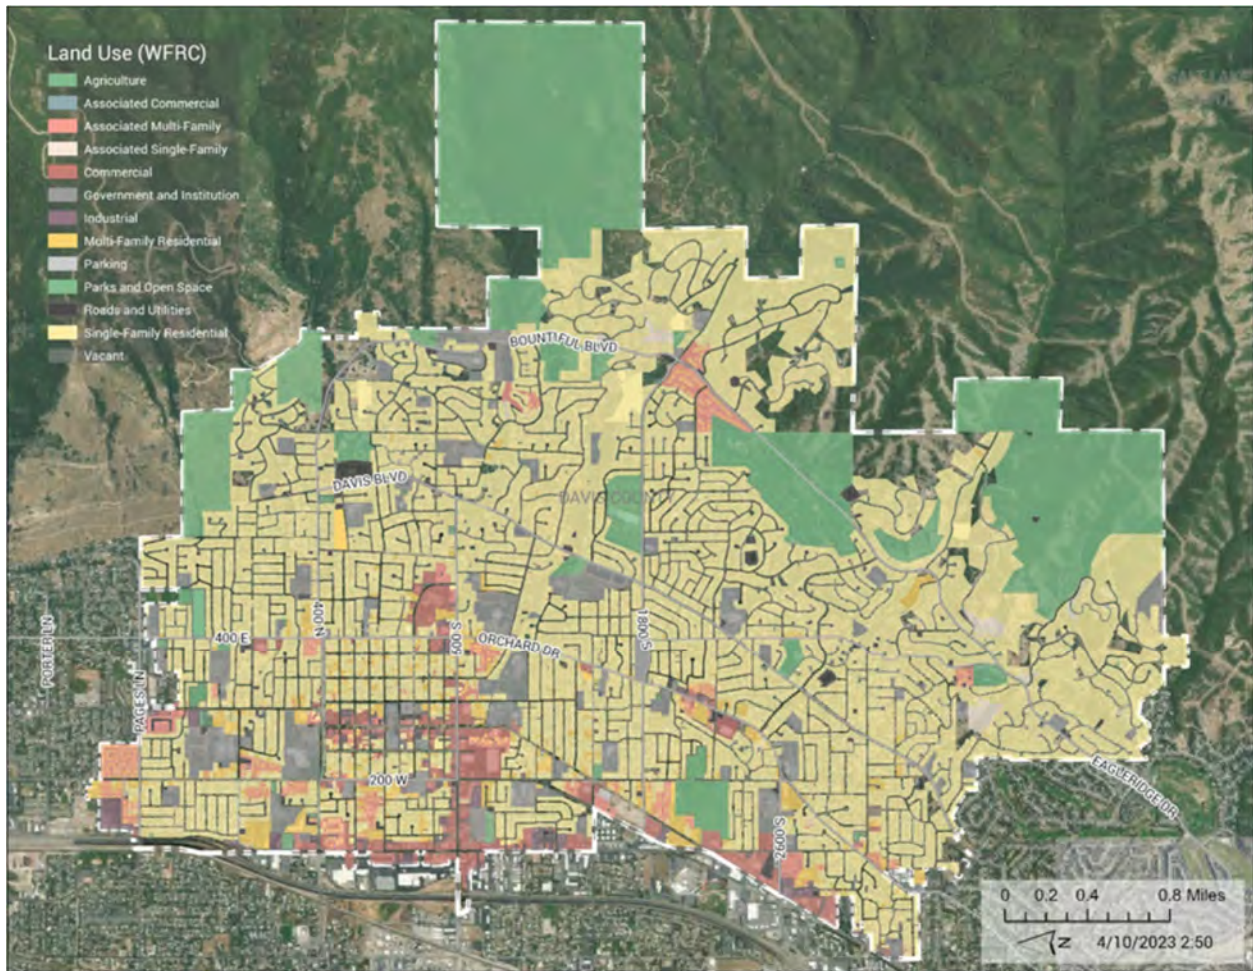 Land Use (WFRC)
Agriculture
Associated Commercial
Associated Multi-Family
Associated Single-Family
Commercial
Government and Institution
Industrial
Multi-Family Residential
Parking
Parks and Open Space
Roads and Utilities
Single-Family Residential
Vacant
SALT LAKE
BOUNTIFUL BLVD
DAVIS BLVD
DAVIS COUNTY
PORTER LN
PAGES LN
400 E
400 N
500 S
ORCHARD DR
1800 S
200 W
2600 S
EAGLERIDGE DR
0 0.2 0.4 0.8 Miles
N 4/10/2023 2:50